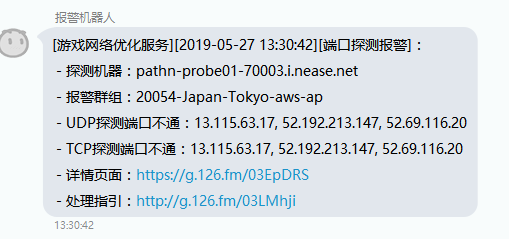 报警机器人
[游戏网络优化服务][2019-05-27 13:30:42][端口探测报警]：
- 探测机器：pathn-probe01-70003.i.nease.net
- 报警群组：20054-Japan-Tokyo-aws-ap
- UDP探测端口不通：13.115.63.17, 52.192.213.147, 52.69.116.20
- TCP探测端口不通：13.115.63.17, 52.192.213.147, 52.69.116.20
- 详情页面：https://g.126.fm/03EpDRS
- 处理指引：http://g.126.fm/03LMhji
13:30:42